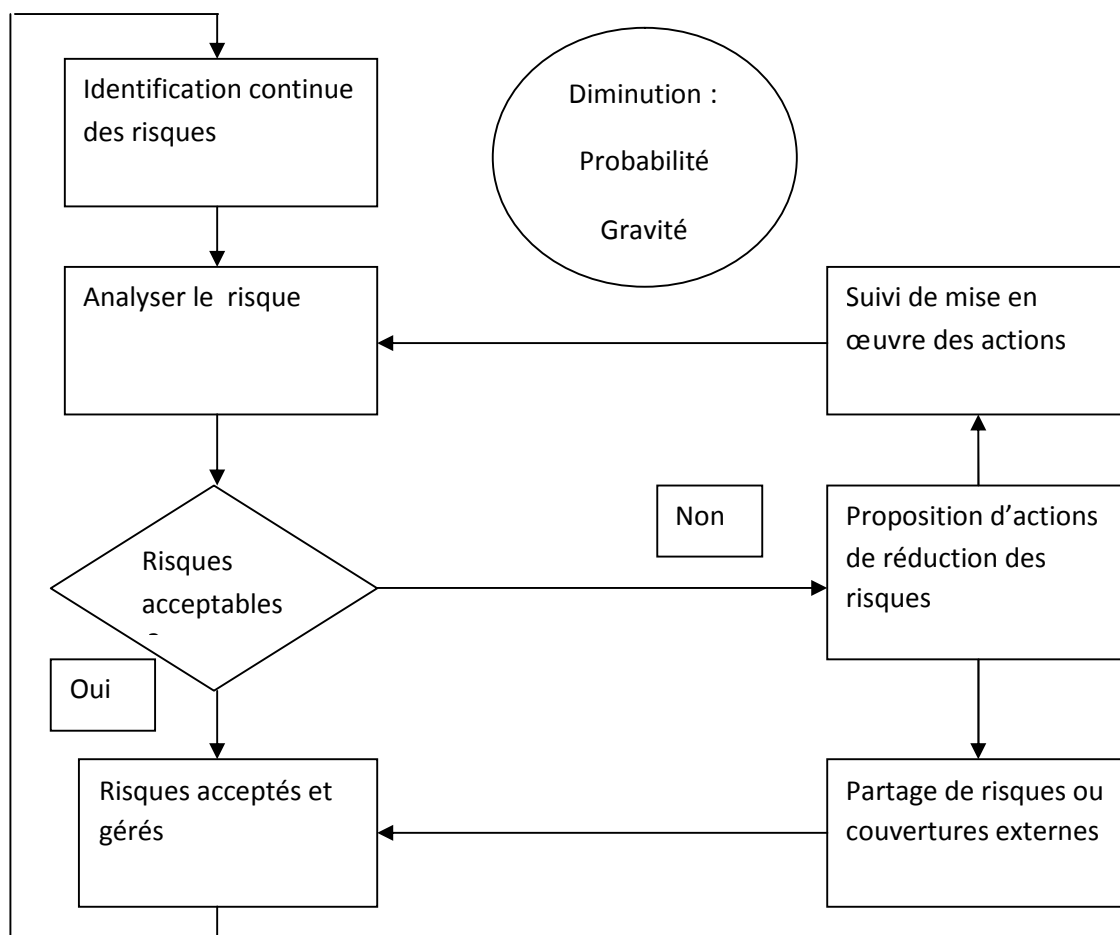 Identification continue
des risques
Diminution :
Probabilité
Gravité
Analyser le risque
Suivi de mise en
œuvre des actions
Risques
acceptables
Non
Proposition d’actions
de réduction des
risques
Oui
Risques acceptés et
gérés
Partage de risques ou
couvertures externes